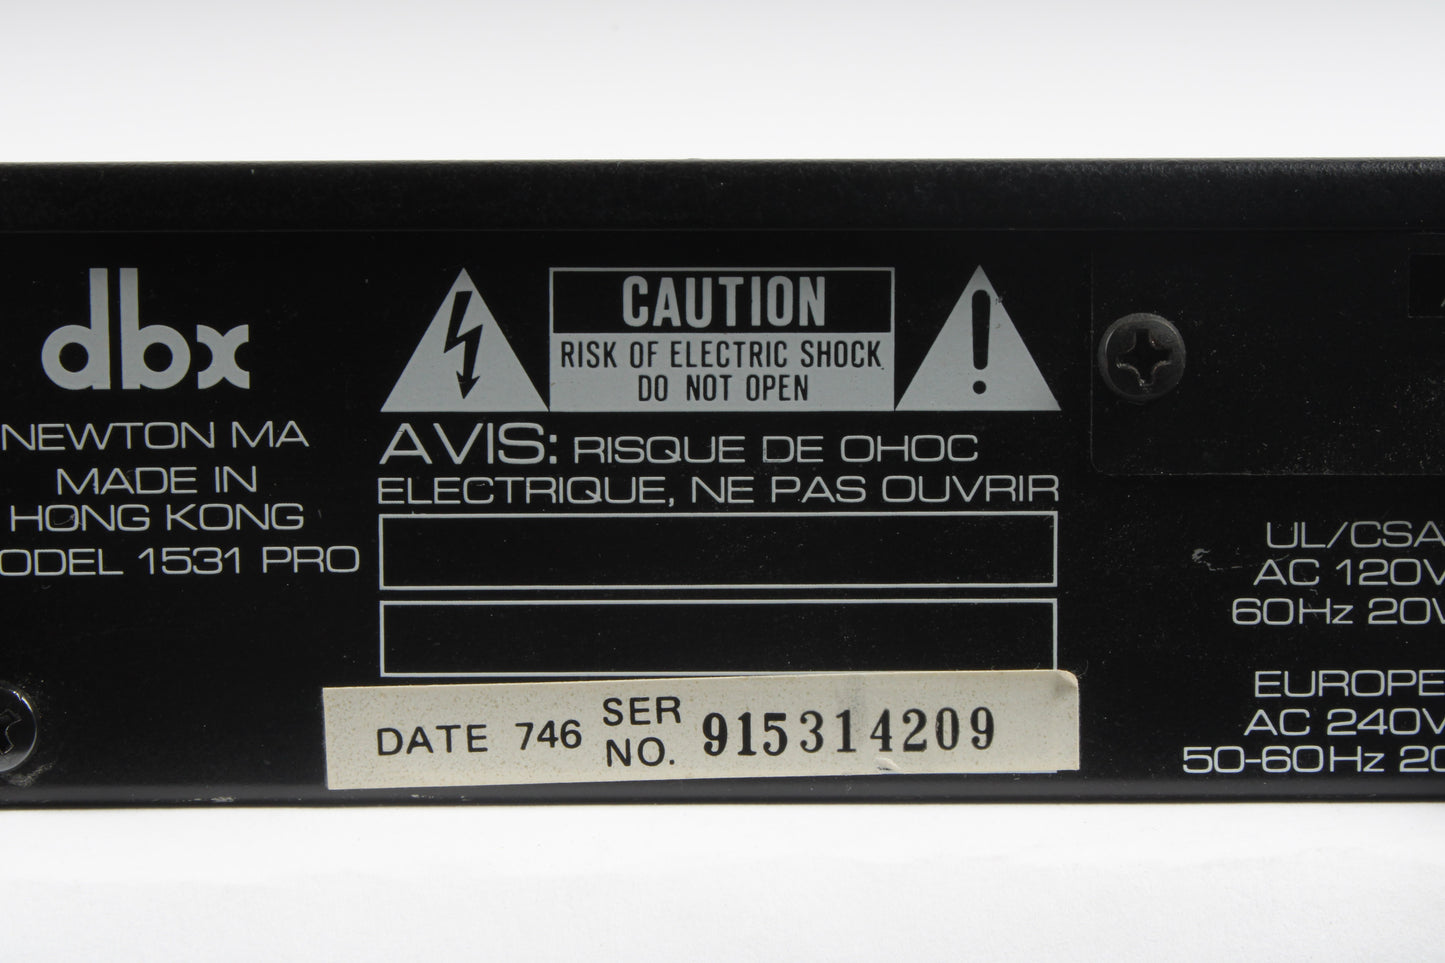 dbx
NEWTON MA
MADE IN
HONG KONG
ODEL 1531 PRO
CAUTION
RISK OF ELECTRIC SHOCK
DO NOT OPEN
AVIS: RISQUE DE OHOC
ELECTRIQUE, NE PAS OUVRIR
DATE 746 SER NO. 915314209
UL/CSA
AC 120V
60Hz 20V
EUROPE
AC 240V
50-60Hz 20